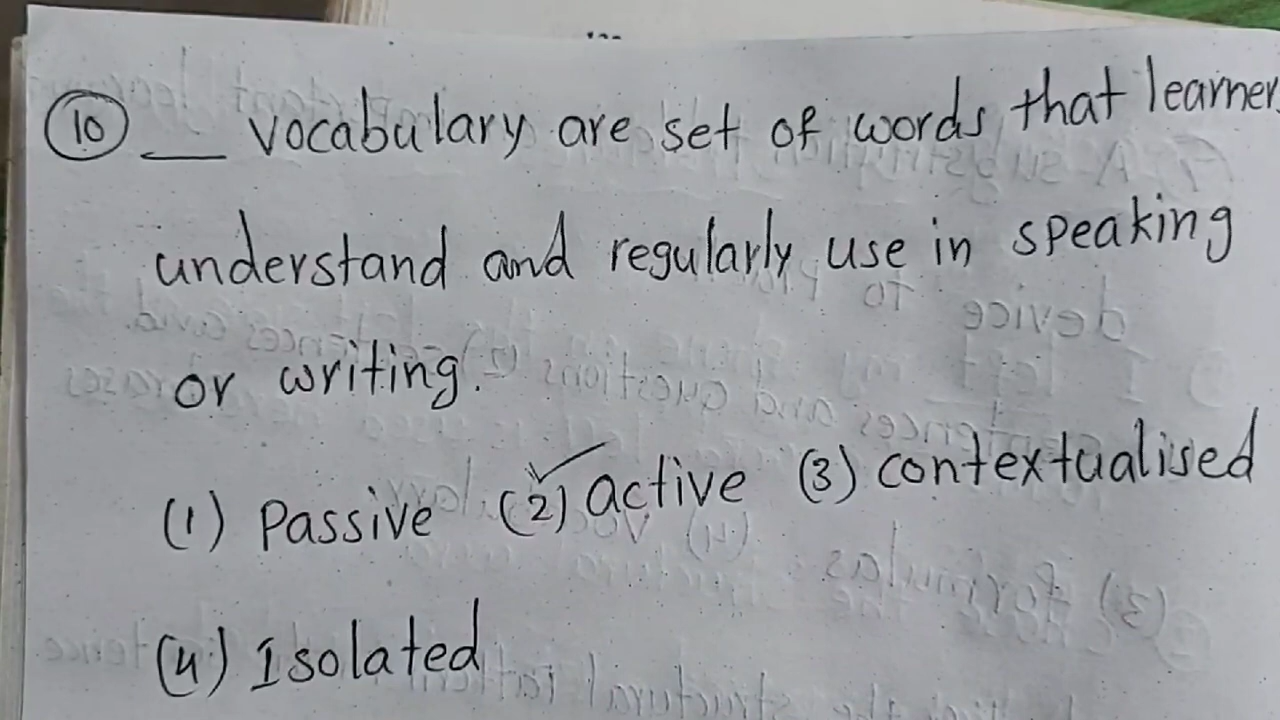 (10) __ vocabulary are set of words that learner
understand and regularly use in speaking
or writing.
(1) Passive (2) active (3) contextualised
(4) Isolated